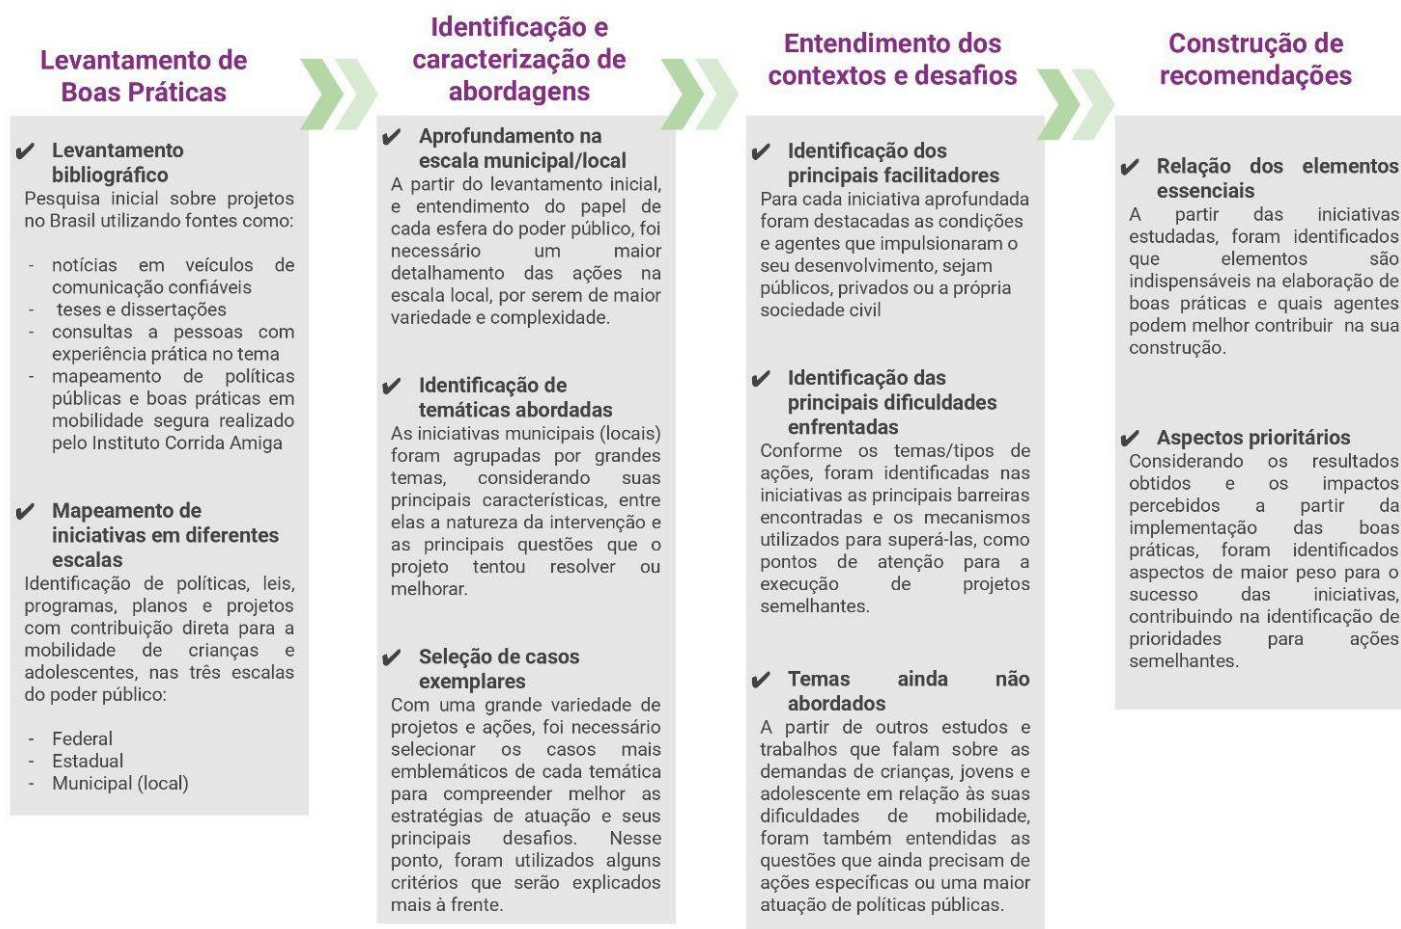 Levantamento de
Boas Práticas
✔ Levantamento
bibliográfico
Pesquisa inicial sobre projetos
no Brasil utilizando fontes como:
- notícias em veículos de
comunicação confiáveis
- teses e dissertações
- consultas a pessoas com
experiência prática no tema
- mapeamento de políticas
públicas e boas práticas em
mobilidade segura realizado
pelo Instituto Corrida Amiga
✔ Mapeamento de
iniciativas em diferentes
escalas
Identificação de políticas, leis,
programas, planos e projetos
com contribuição direta para a
mobilidade de crianças e
adolescentes, nas três escalas
do poder público:
- Federal
- Estadual
- Municipal (local)
Identificação e
caracterização de
abordagens
✔ Aprofundamento na
escala municipal/local
A partir do levantamento inicial,
e entendimento do papel de
cada esfera do poder público, foi
necessário um maior
detalhamento das ações na
escala local, por serem de maior
variedade e complexidade.
✔ Identificação de
temáticas abordadas
As iniciativas municipais (locais)
foram agrupadas por grandes
temas, considerando suas
principais características, entre
elas a natureza da intervenção e
as principais questões que o
projeto tentou resolver ou
melhorar.
✔ Seleção de casos
exemplares
Com uma grande variedade de
projetos e ações, foi necessário
selecionar os casos mais
emblemáticos de cada temática
para compreender melhor as
estratégias de atuação e seus
principais desafios. Nesse
ponto, foram utilizados alguns
critérios que serão explicados
mais à frente.
Entendimento dos
contextos e desafios
✔ Identificação dos
principais facilitadores
Para cada iniciativa aprofundada
foram destacadas as condições
e agentes que impulsionaram o
seu desenvolvimento, sejam
públicos, privados ou a própria
sociedade civil
✔ Identificação das
principais dificuldades
enfrentadas
Conforme os temas/tipos de
ações, foram identificadas nas
iniciativas as principais barreiras
encontradas e os mecanismos
utilizados para superá-las, como
pontos de atenção para a
execução de projetos
semelhantes.
✔ Temas ainda não
abordados
A partir de outros estudos e
trabalhos que falam sobre as
demandas de crianças, jovens e
adolescente em relação às suas
dificuldades de mobilidade,
foram também entendidas as
questões que ainda precisam de
ações específicas ou uma maior
atuação de políticas públicas.
Construção de
recomendações
✔ Relação dos elementos
essenciais
A partir das iniciativas
estudadas, foram identificados
que elementos são
indispensáveis na elaboração de
boas práticas e quais agentes
podem melhor contribuir na sua
construção.
✔ Aspectos prioritários
Considerando os resultados
obtidos e os impactos
percebidos a partir da
implementação das boas
práticas, foram identificados
aspectos de maior peso para o
sucesso das iniciativas,
contribuindo na identificação de
prioridades para ações
semelhantes.